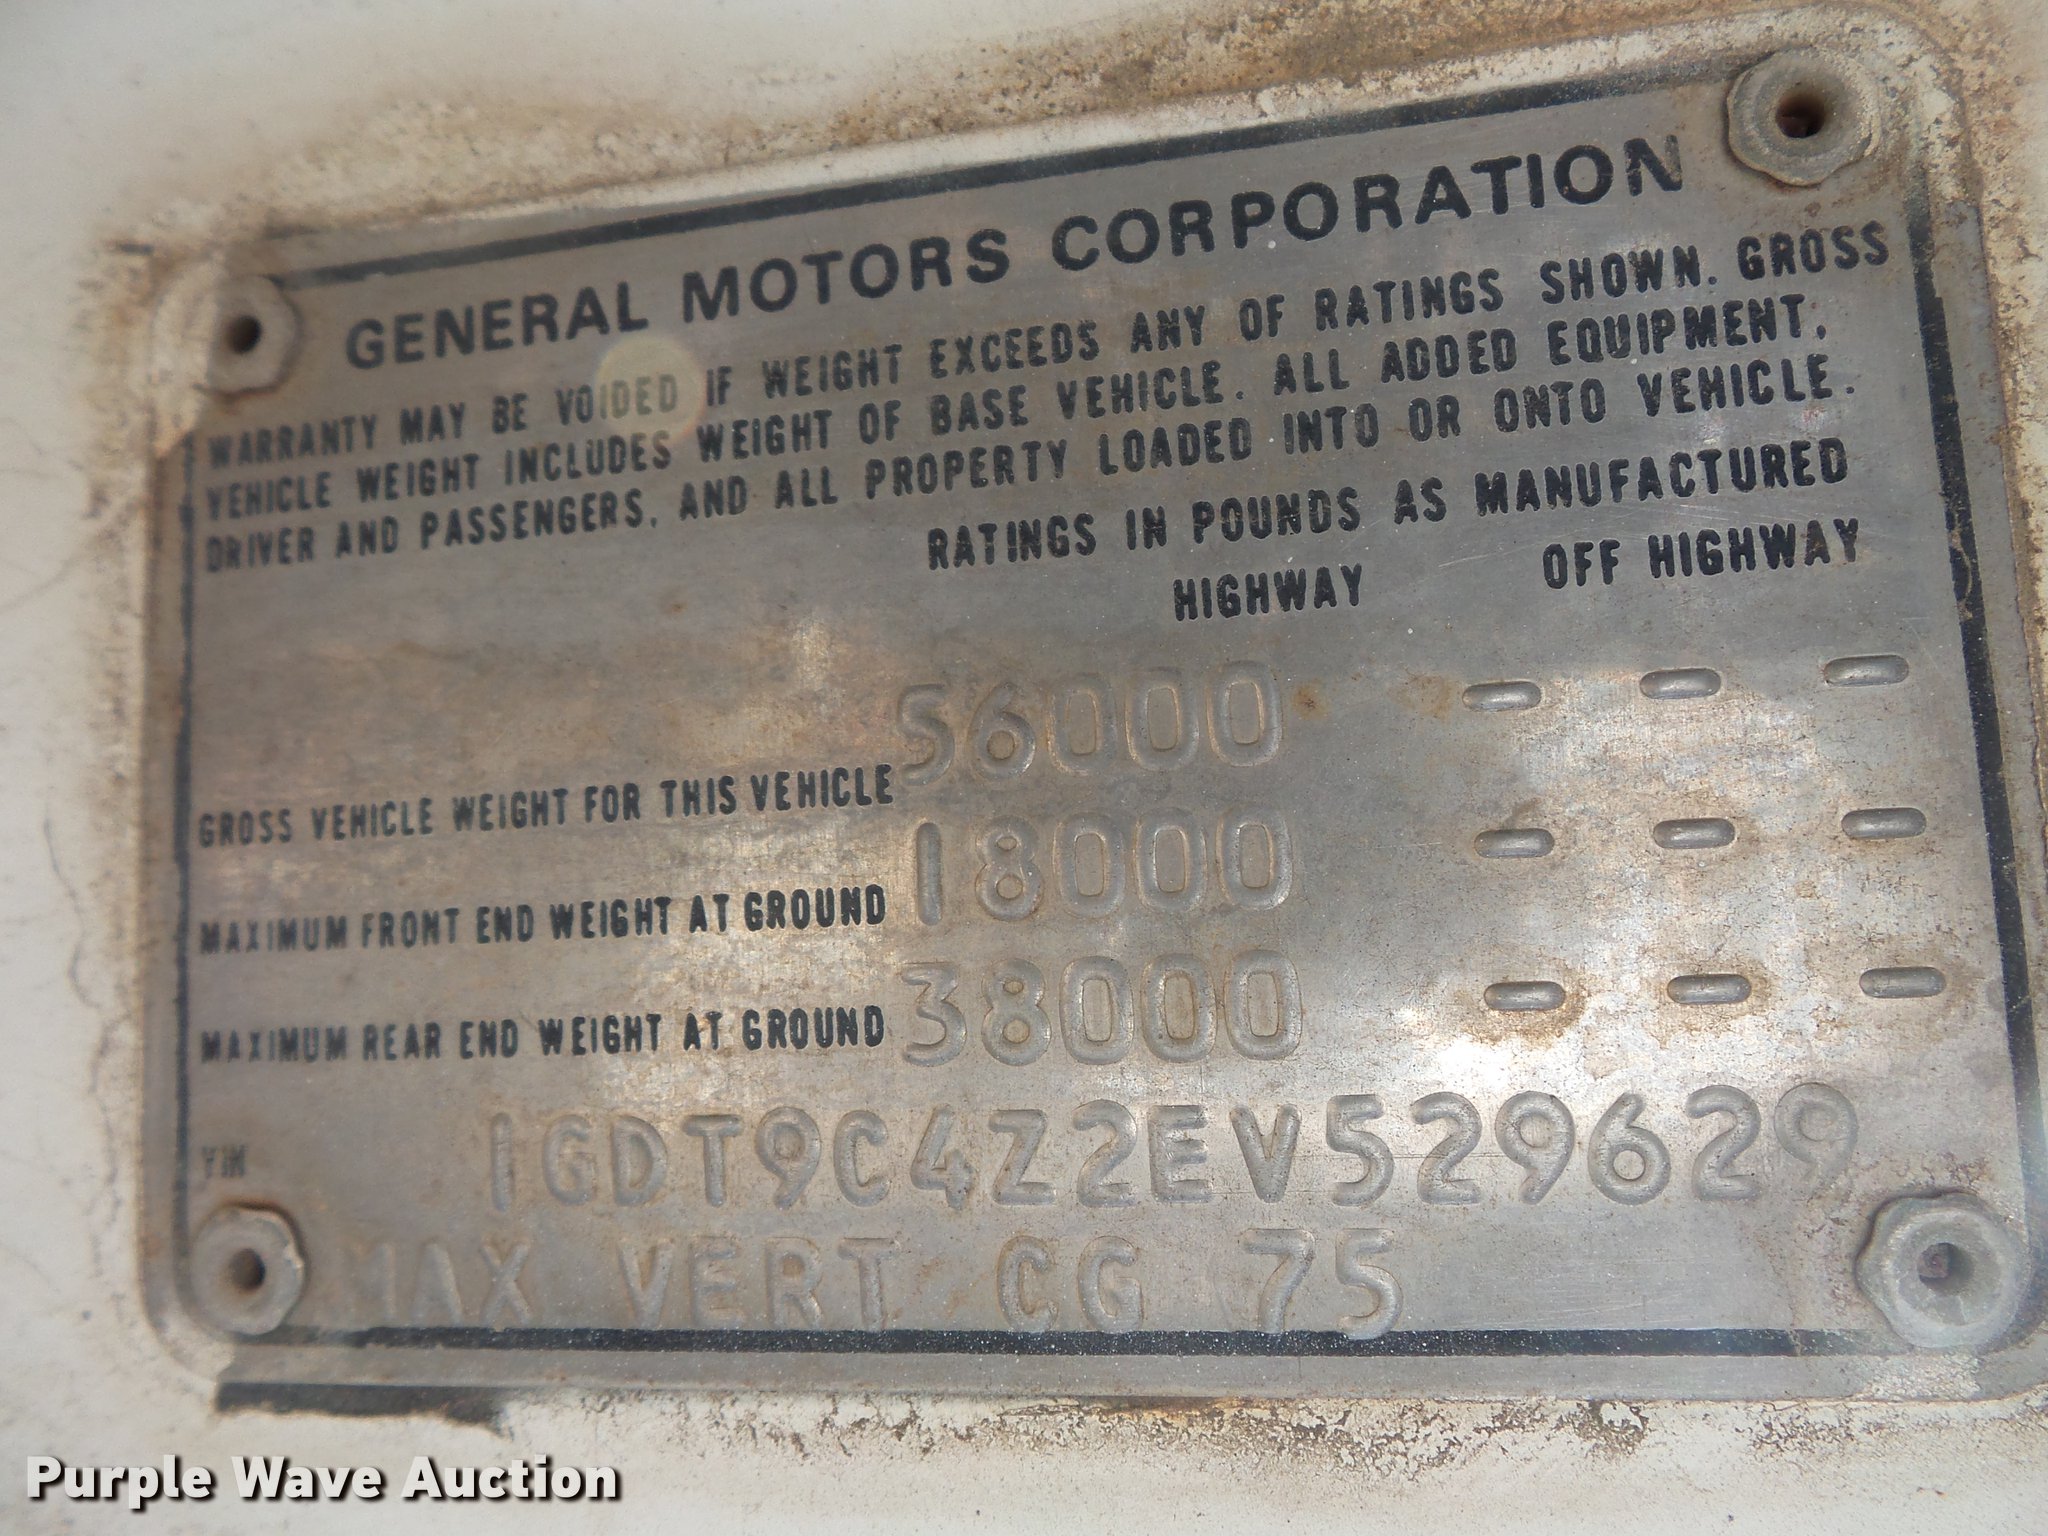 GENERAL MOTORS CORPORATION
WARRANTY MAY BE VOIDED IF WEIGHT EXCEEDS ANY OF RATINGS SHOWN. GROSS
VEHICLE WEIGHT INCLUDES WEIGHT OF BASE VEHICLE. ALL ADDED EQUIPMENT,
DRIVER AND PASSENGERS, AND ALL PROPERTY LOADED INTO OR ONTO VEHICLE.
RATINGS IN POUNDS AS MANUFACTURED
HIGHWAY OFF HIGHWAY
GROSS VEHICLE WEIGHT FOR THIS VEHICLE 56000 - - -
MAXIMUM FRONT END WEIGHT AT GROUND 18000 - - -
MAXIMUM REAR END WEIGHT AT GROUND 38000 - - -
VIN 1GDT9C4Z2EV529629
MAX VERT CG 75
Purple Wave Auction